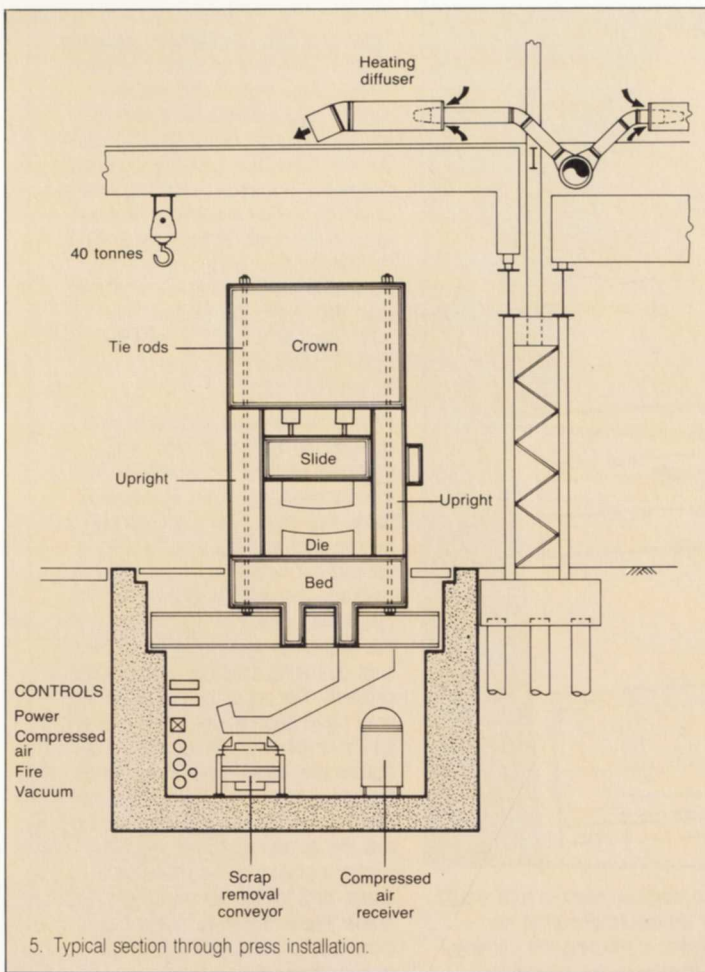 Heating
diffuser
40 tonnes
Tie rods
Crown
Slide
Upright
Upright
Die
Bed
CONTROLS
Power
Compressed
air
Fire
Vacuum
Scrap
removal
conveyor
Compressed
air
receiver
5. Typical section through press installation.